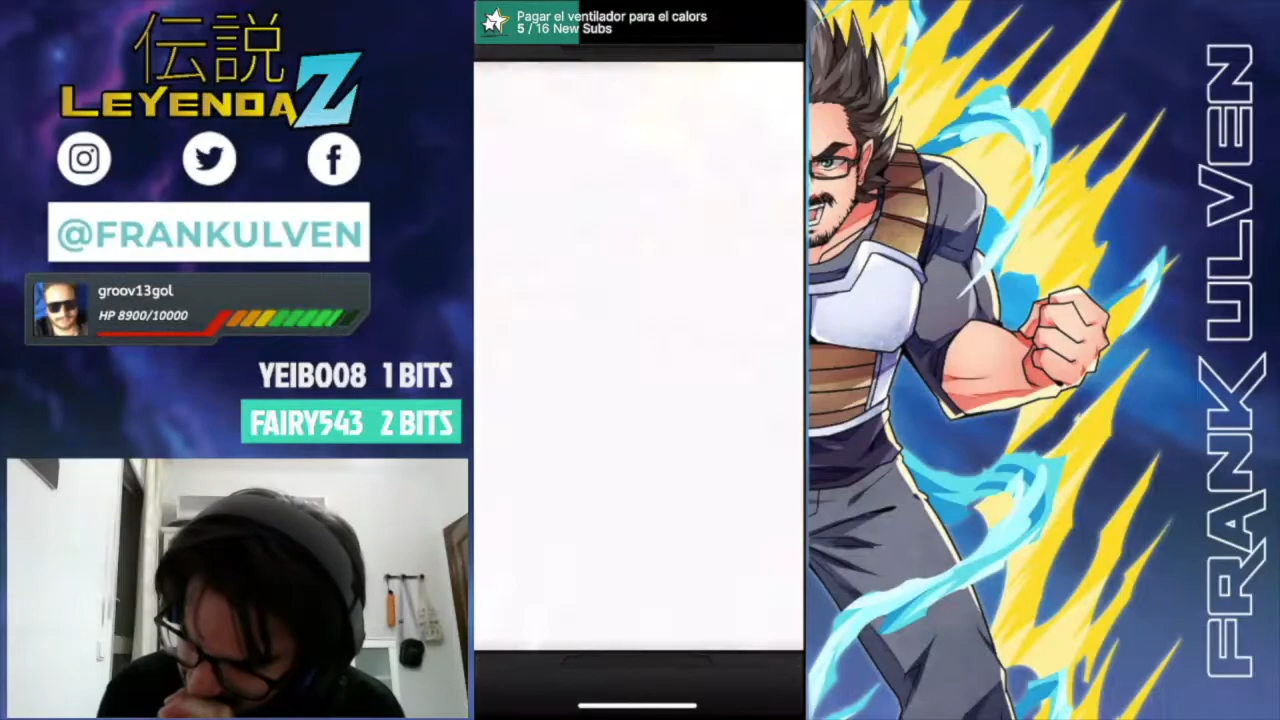 Pagar el ventilador para el calors
5 / 16 New Subs
伝説
LEYENDA Z
@FRANKULVEN
groov13gol
HP 8900/10000
YEIBO08 1 BITS
FAIRY543 2 BITS
FRANK ULVEN